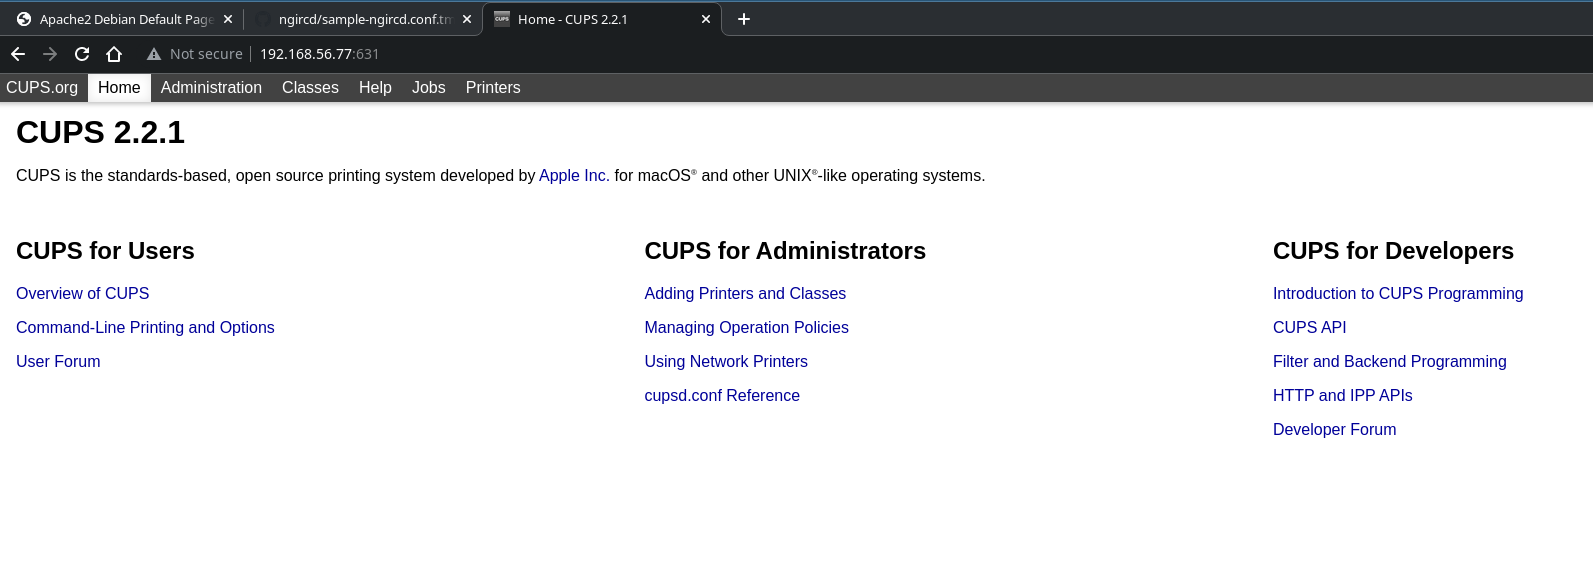 Apache2 Debian Default Page
ngircd/sample-ngircd.conf.tm
CUPS
Home - CUPS 2.2.1
Not secure
192.168.56.77:631
CUPS.org Home Administration Classes Help Jobs Printers
CUPS 2.2.1
CUPS is the standards-based, open source printing system developed by Apple Inc. for macOS® and other UNIX®-like operating systems.
CUPS for Users
Overview of CUPS
Command-Line Printing and Options
User Forum
CUPS for Administrators
Adding Printers and Classes
Managing Operation Policies
Using Network Printers
cupsd.conf Reference
CUPS for Developers
Introduction to CUPS Programming
CUPS API
Filter and Backend Programming
HTTP and IPP APIs
Developer Forum